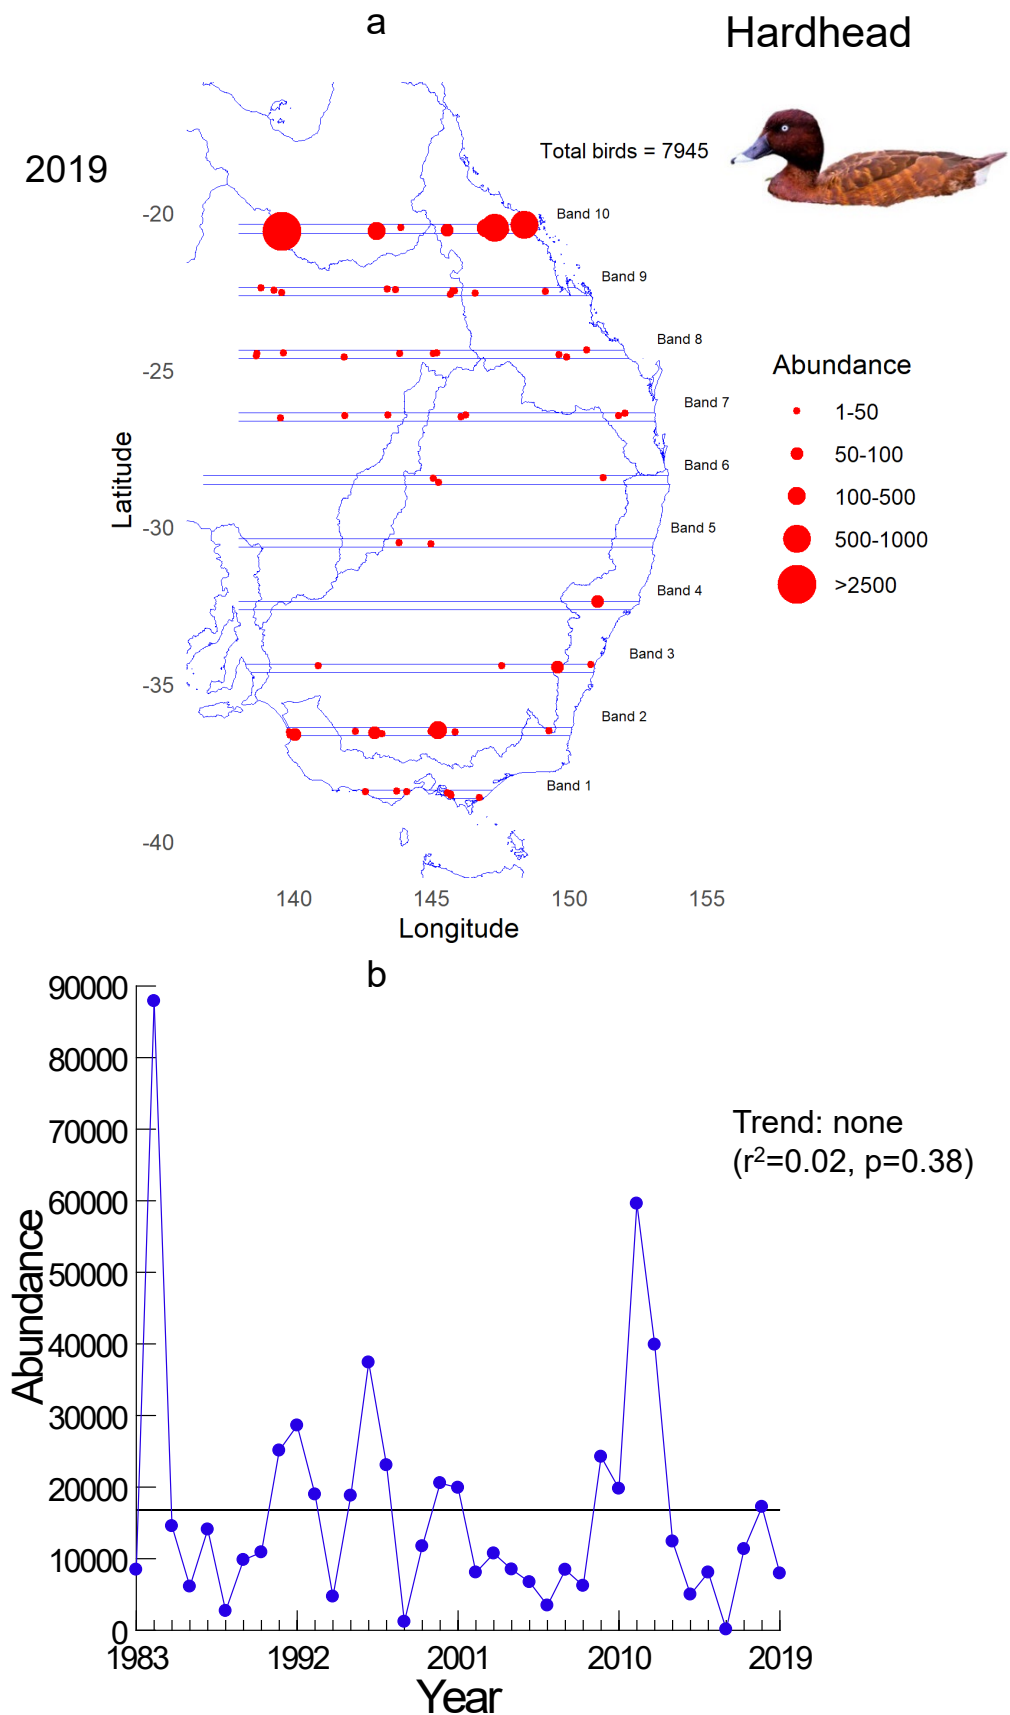 a
Hardhead
2019
Total birds = 7945
-20
-25
-30
-35
-40
Latitude
Band 10
Band 9
Band 8
Band 7
Band 6
Band 5
Band 4
Band 3
Band 2
Band 1
Abundance
1-50
50-100
100-500
500-1000
>2500
140
145
150
155
Longitude
b
90000
80000
70000
60000
50000
40000
30000
20000
10000
0
Abundance
Trend: none
(r²=0.02, p=0.38)
1983
1992
2001
2010
2019
Year